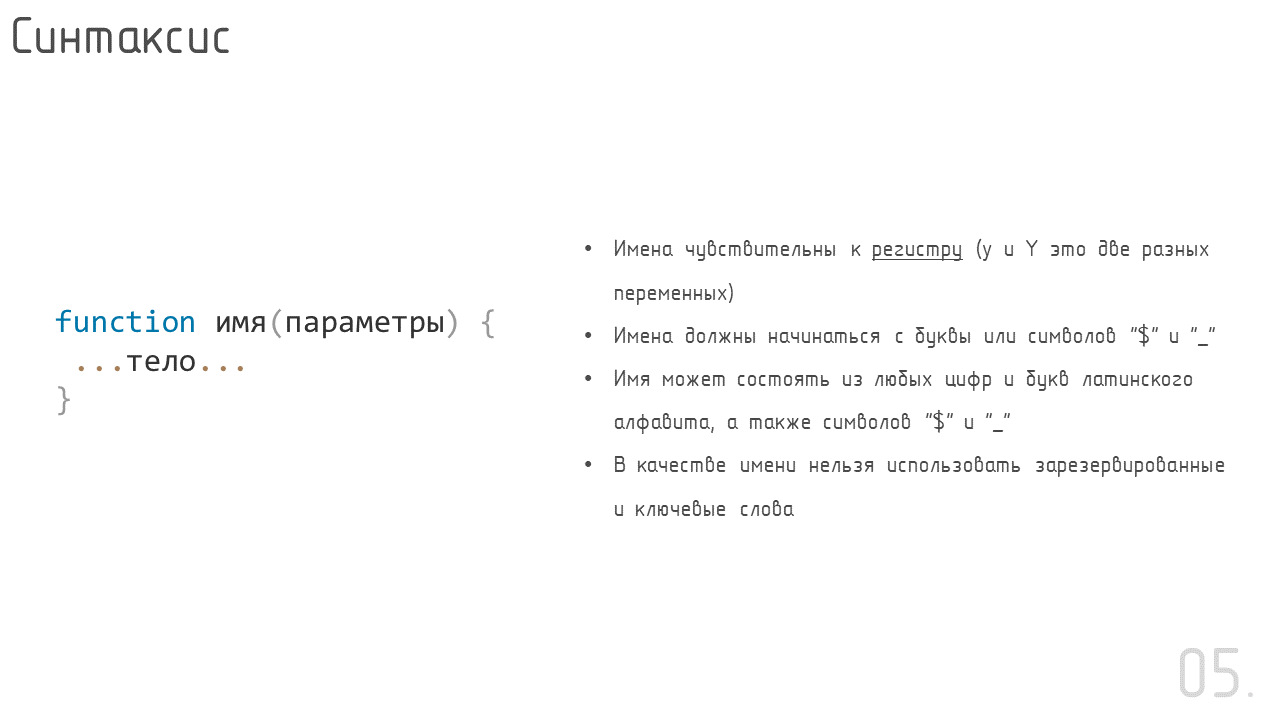 Синтаксис
function имя(параметры) {
...тело...
}
• Имена чувствительны к регистру (y и Y это две разных
переменных)
• Имена должны начинаться с буквы или символов "$" и "_"
• Имя может состоять из любых цифр и букв латинского
алфавита, а также символов "$" и "_"
• В качестве имени нельзя использовать зарезервированные
и ключевые слова
05.